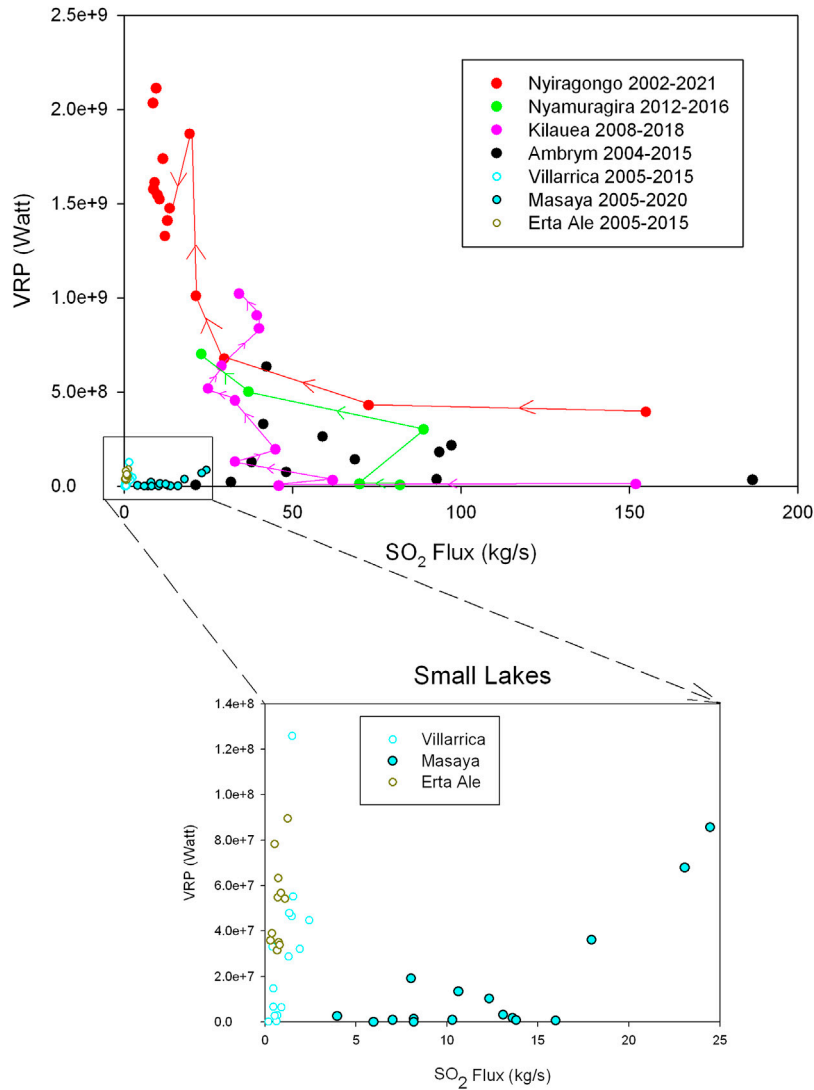 2.5e+9
2.0e+9
1.5e+9
1.0e+9
5.0e+8
0.0
VRP (Watt)
Nyiragongo 2002-2021
Nyamuragira 2012-2016
Kilauea 2008-2018
Ambrym 2004-2015
Villarrica 2005-2015
Masaya 2005-2020
Erta Ale 2005-2015
50 100 150 200
SO2 Flux (kg/s)
Small Lakes
1.4e+8
1.2e+8
1.0e+8
8.0e+7
6.0e+7
4.0e+7
2.0e+7
0.0
VRP (Watt)
Villarrica
Masaya
Erta Ale
0 5 10 15 20 25
SO2 Flux (kg/s)